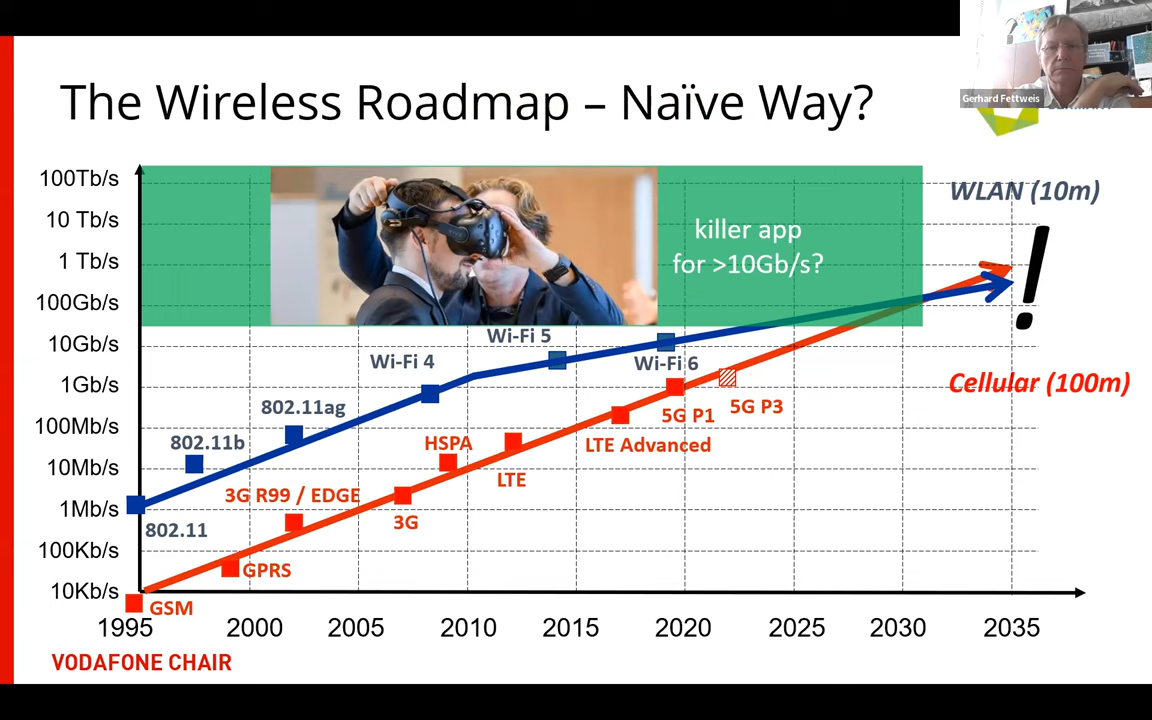 Gerhard Fettweis
The Wireless Roadmap – Naïve Way?
100Tb/s
10 Tb/s
1 Tb/s
100Gb/s
10Gb/s
1Gb/s
100Mb/s
10Mb/s
1Mb/s
100Kb/s
10Kb/s
killer app
for >10Gb/s?
WLAN (10m)
!
Cellular (100m)
Wi-Fi 5
Wi-Fi 4
Wi-Fi 6
802.11ag
5G P3
5G P1
802.11b
HSPA
LTE Advanced
LTE
3G R99 / EDGE
3G
802.11
GPRS
GSM
1995
2000
2005
2010
2015
2020
2025
2030
2035
VODAFONE CHAIR